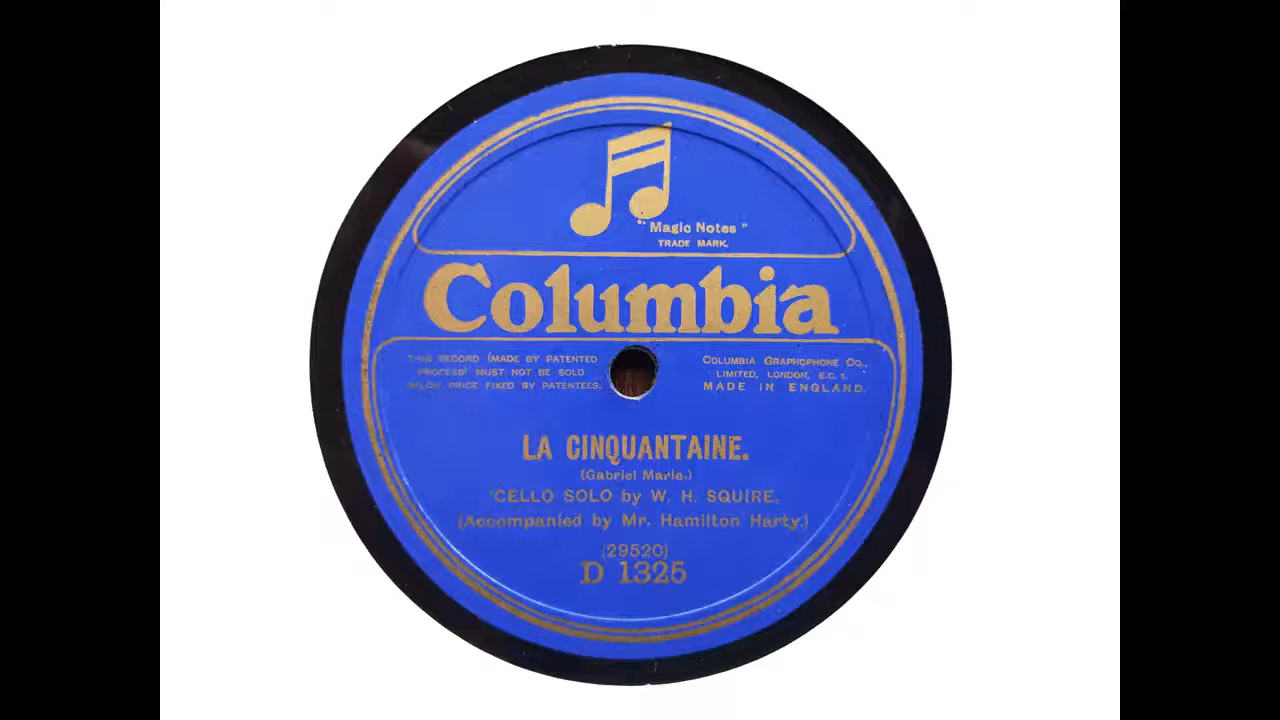 "Magic Notes"
TRADE MARK.
Columbia
THIS RECORD (MADE BY PATENTED
PROCESS) MUST NOT BE SOLD
BELOW PRICE FIXED BY PATENTEES.
COLUMBIA GRAPHOPHONE CO.,
LIMITED, LONDON, E.C. 1.
MADE IN ENGLAND.
LA CINQUANTAINE.
(Gabriel Marie.)
'CELLO SOLO by W. H. SQUIRE.
(Accompanied by Mr. Hamilton Harty.)
(29520)
D 1325